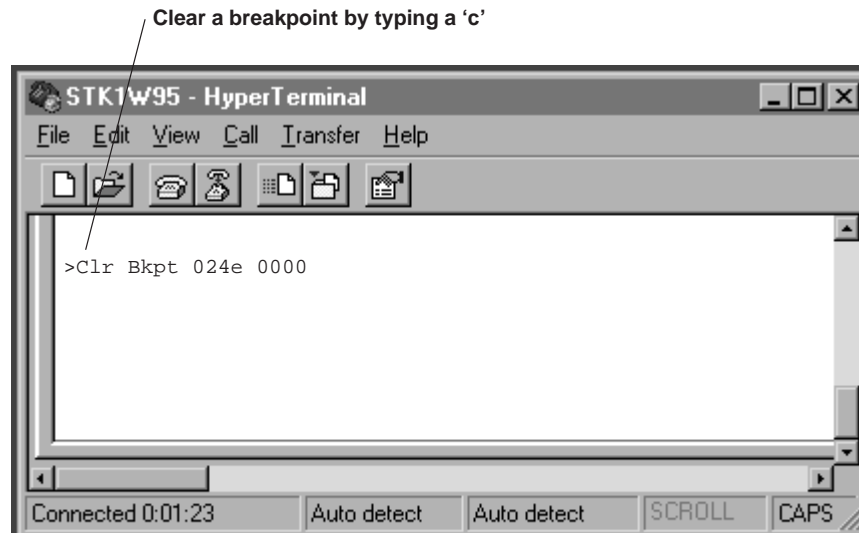 Clear a breakpoint by typing a ‘c’
STK1W95 - HyperTerminal
File Edit View Call Transfer Help
>Clr Bkpt 024e 0000
Connected 0:01:23 Auto detect Auto detect SCROLL CAPS